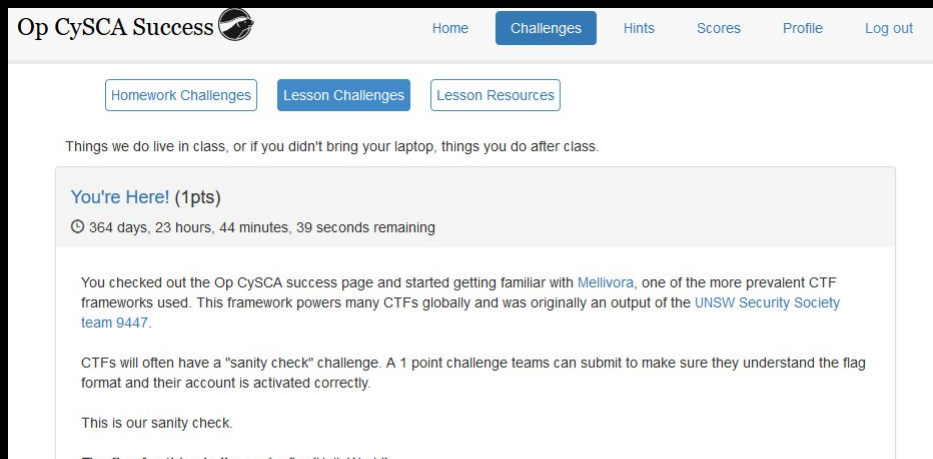 Op CySCA Success
Home Challenges Hints Scores Profile Log out
Homework Challenges Lesson Challenges Lesson Resources
Things we do live in class, or if you didn't bring your laptop, things you do after class.
You're Here! (1pts)
364 days, 23 hours, 44 minutes, 39 seconds remaining
You checked out the Op CySCA success page and started getting familiar with Mellivora, one of the more prevalent CTF
frameworks used. This framework powers many CTFs globally and was originally an output of the UNSW Security Society
team 9447.
CTFs will often have a "sanity check" challenge. A 1 point challenge teams can submit to make sure they understand the flag
format and their account is activated correctly.
This is our sanity check.